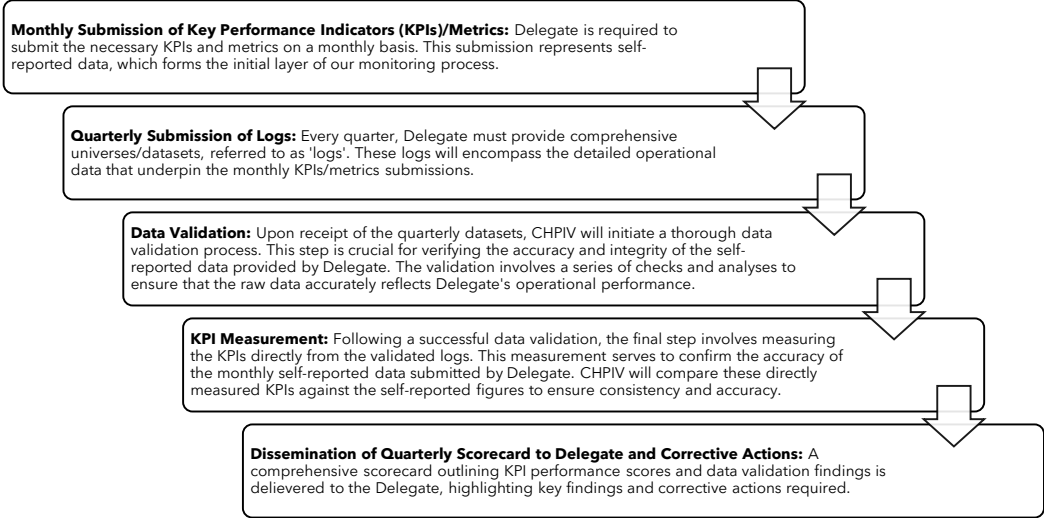 Monthly Submission of Key Performance Indicators (KPIs)/Metrics: Delegate is required to
submit the necessary KPIs and metrics on a monthly basis. This submission represents self-
reported data, which forms the initial layer of our monitoring process.
Quarterly Submission of Logs: Every quarter, Delegate must provide comprehensive
universes/datasets, referred to as 'logs'. These logs will encompass the detailed operational
data that underpin the monthly KPIs/metrics submissions.
Data Validation: Upon receipt of the quarterly datasets, CHPIV will initiate a thorough data
validation process. This step is crucial for verifying the accuracy and integrity of the self-
reported data provided by Delegate. The validation involves a series of checks and analyses to
ensure that the raw data accurately reflects Delegate's operational performance.
KPI Measurement: Following a successful data validation, the final step involves measuring
the KPIs directly from the validated logs. This measurement serves to confirm the accuracy of
the monthly self-reported data submitted by Delegate. CHPIV will compare these directly
measured KPIs against the self-reported figures to ensure consistency and accuracy.
Dissemination of Quarterly Scorecard to Delegate and Corrective Actions: A
comprehensive scorecard outlining KPI performance scores and data validation findings is
delievered to the Delegate, highlighting key findings and corrective actions required.